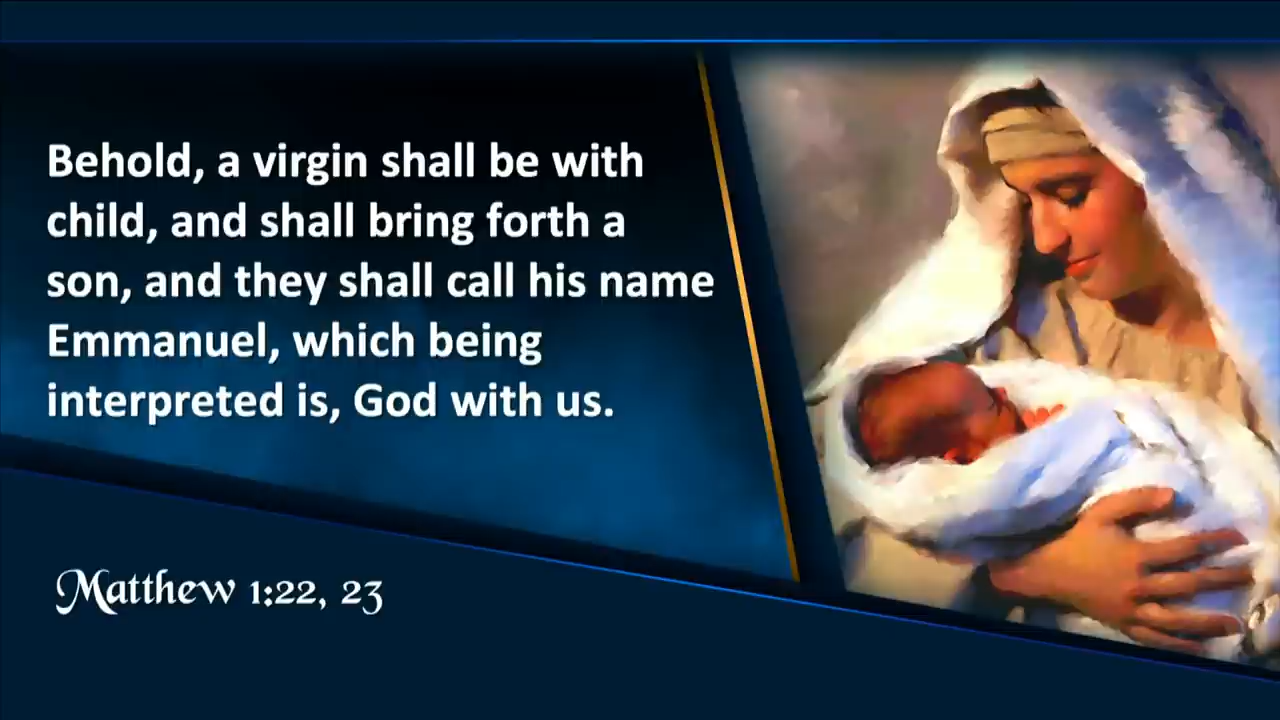 Behold, a virgin shall be with
child, and shall bring forth a
son, and they shall call his name
Emmanuel, which being
interpreted is, God with us.
Matthew 1:22, 23